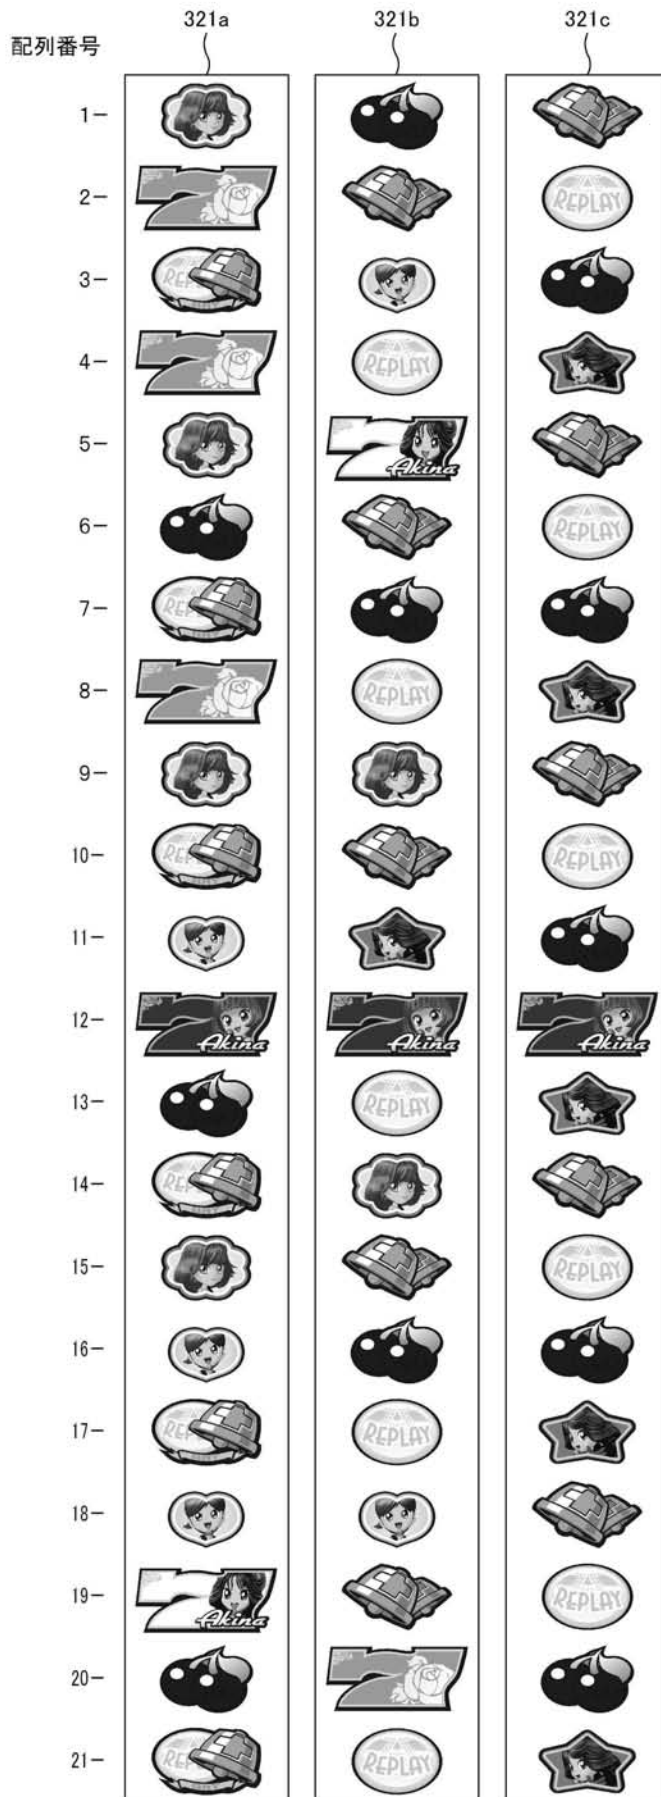 321a 321b 321c
配列番号
1
2 REPLAY
3
4 REPLAY
5 Akina
6 REPLAY
7
8 REPLAY
9
10 REPLAY
11
12 Akina Akina Akina
13 REPLAY
14
15 REPLAY
16
17 REPLAY
18
19 Akina REPLAY
20
21 REPLAY